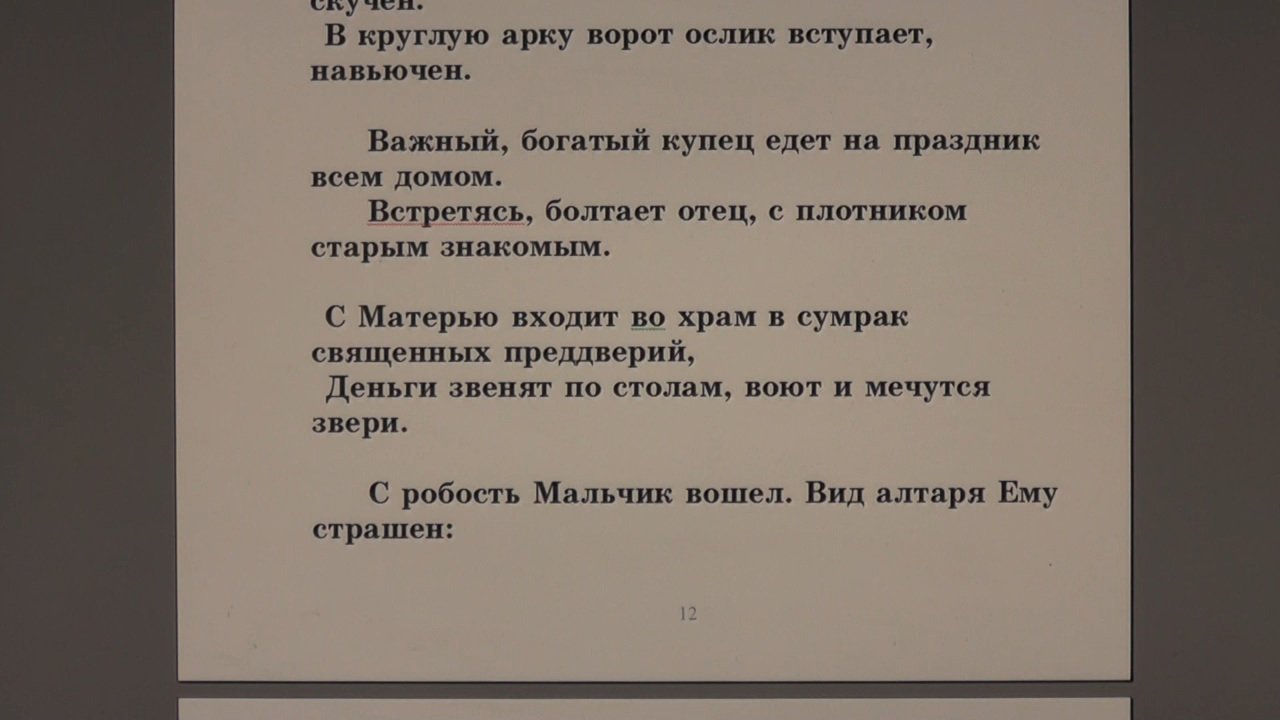 скучен.
В круглую арку ворот ослик вступает,
навьючен.
Важный, богатый купец едет на праздник
всем домом.
Встретясь, болтает отец, с плотником
старым знакомым.
С Матерью входит во храм в сумрак
священных преддверий,
Деньги звенят по столам, воют и мечутся
звери.
С робость Мальчик вошел. Вид алтаря Ему
страшен:
12